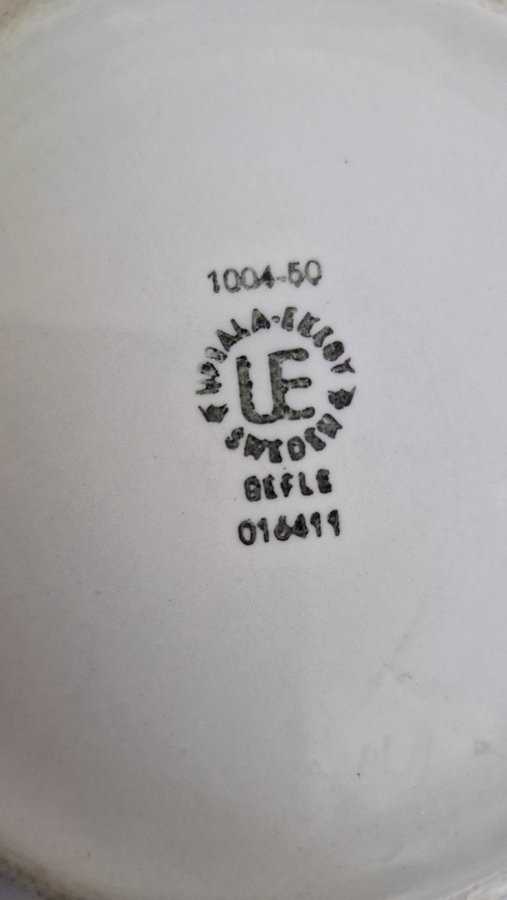 1004-50
UPSALA-EKEBY
UE
SWEDEN
GEFLE
016411